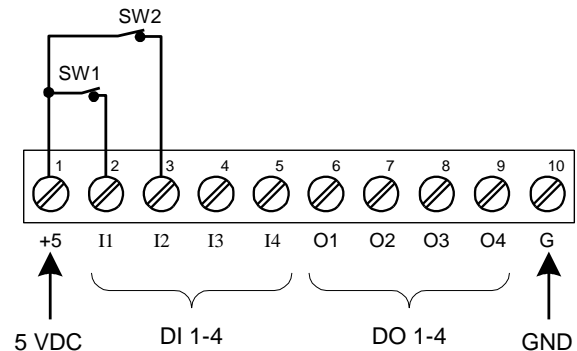 SW2
SW1
1 2 3 4 5 6 7 8 9 10
+5 I1 I2 I3 I4 O1 O2 O3 O4 G
5 VDC DI 1-4 DO 1-4 GND